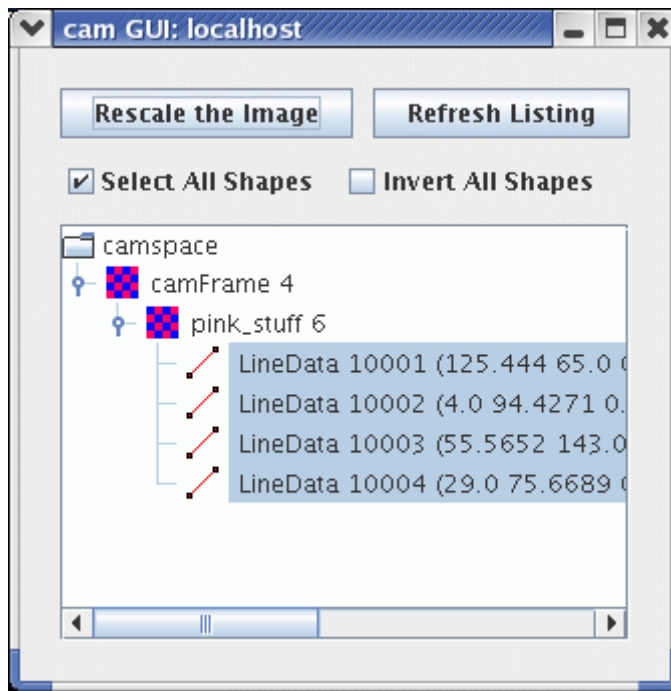 cam GUI: localhost
Rescale the Image Refresh Listing
Select All Shapes Invert All Shapes
camspace
camFrame 4
pink_stuff 6
LineData 10001 (125.444 65.0
LineData 10002 (4.0 94.4271 0.
LineData 10003 (55.5652 143.0
LineData 10004 (29.0 75.6689